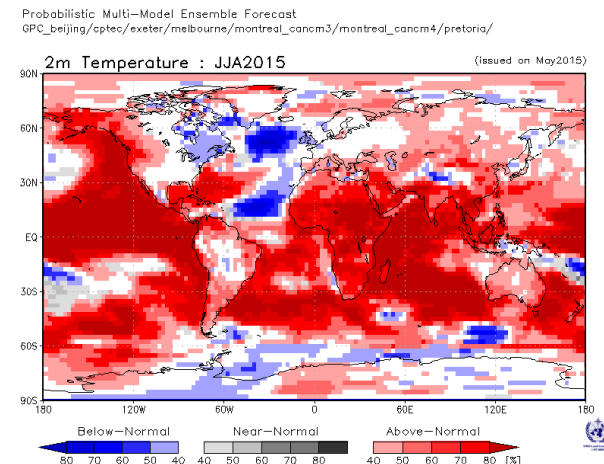 Probabilistic Multi-Model Ensemble Forecast
GPC_beijing/cptec/exeter/melbourne/montreal_cancm3/montreal_cancm4/pretoria/
2m Temperature : JJA2015 (issued on May2015)
90N
60N
30N
EQ
30S
60S
90S
180 120W 60W 0 60E 120E 180
Below-Normal Near-Normal Above-Normal
80 70 60 50 40 40 50 60 70 80 40 50 60 70 80 [%]